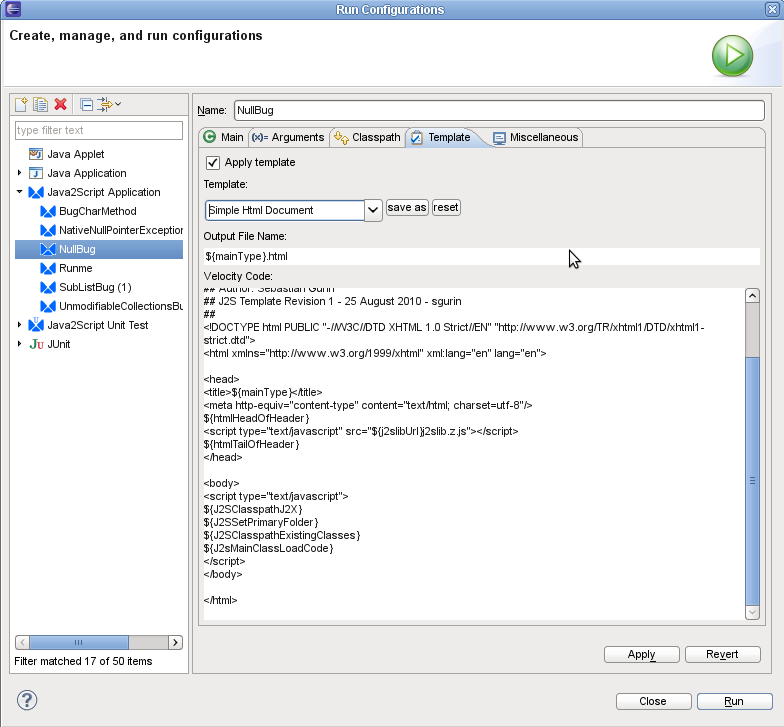 Run Configurations
Create, manage, and run configurations
type filter text
Java Applet
Java Application
Java2Script Application
BugCharMethod
NativeNullPointerException
NullBug
Runme
SubListBug (1)
UnmodifiableCollectionsBu
Java2Script Unit Test
JUnit
Filter matched 17 of 50 items
Name: NullBug
Main (x)= Arguments Classpath Template Miscellaneous
Apply template
Template:
Simple Html Document save as reset
Output File Name:
${mainType}.html
Velocity Code:
## Author: Sebastian Gurin
## J2S Template Revision 1 - 25 August 2010 - sgurin
##
<!DOCTYPE html PUBLIC "-//W3C//DTD XHTML 1.0 Strict//EN" "http://www.w3.org/TR/xhtml1/DTD/xhtml1-
strict.dtd">
<html xmlns="http://www.w3.org/1999/xhtml" xml:lang="en" lang="en">
<head>
<title>${mainType}</title>
<meta http-equiv="content-type" content="text/html; charset=utf-8"/>
${htmlHeadOfHeader}
<script type="text/javascript" src="${j2slibUrl}j2slib.z.js"></script>
${htmlTailOfHeader}
</head>
<body>
<script type="text/javascript">
${J2SClasspathJ2X}
${J2SSetPrimaryFolder}
${J2SClasspathExistingClasses}
${J2sMainClassLoadCode}
</script>
</body>
</html>
Apply Revert
? Close Run